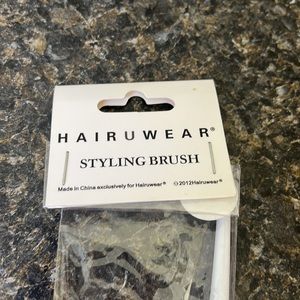 HAIRUWEAR®
STYLING BRUSH
Made in China exclusively for Hairuwear® ©2012Hairuwear®